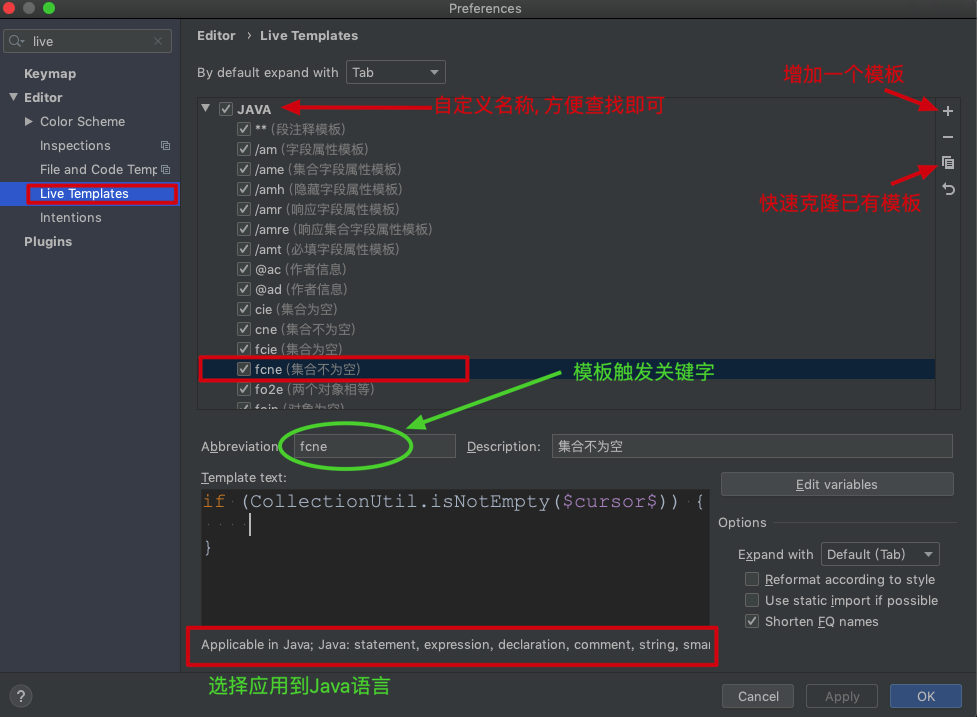 Preferences
live
Keymap
Editor
Color Scheme
Inspections
File and Code Temp
Live Templates
Intentions
Plugins
Editor › Live Templates
By default expand with Tab
增加一个模板
JAVA
自定义名称, 方便查找即可
** (段注释模板)
/am (字段属性模板)
/ame (集合字段属性模板)
/amh (隐藏字段属性模板)
快速克隆已有模板
/amr (响应字段属性模板)
/amre (响应集合字段属性模板)
/amt (必填字段属性模板)
@ac (作者信息)
@ad (作者信息)
cie (集合为空)
cne (集合不为空)
fcie (集合为空)
fcne (集合不为空)
模板触发关键字
fo2e (两个对象相等)
Abbreviation fcne Description: 集合不为空
Template text:
Edit variables
if (CollectionUtil.isNotEmpty($cursor$)) {
}
Options
Expand with Default (Tab)
Reformat according to style
Use static import if possible
Shorten FQ names
Applicable in Java; Java: statement, expression, declaration, comment, string, smar
选择应用到Java语言
?
Cancel
Apply
OK